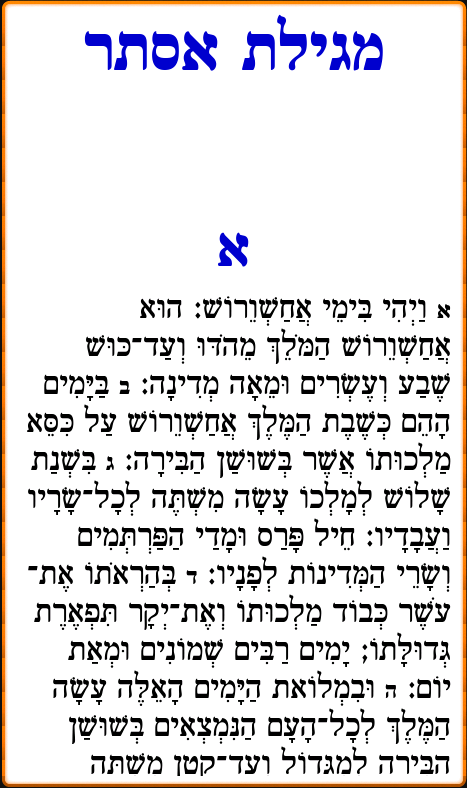 מגילת אסתר
א
א וַיְהִי בִּימֵי אֲחַשְׁוֵרוֹשׁ: הוּא
אֲחַשְׁוֵרוֹשׁ הַמֹּלֵךְ מֵהֹדּוּ וְעַד־כּוּשׁ
שֶׁבַע וְעֶשְׂרִים וּמֵאָה מְדִינָה: ב בַּיָּמִים
הָהֵם כְּשֶׁבֶת הַמֶּלֶךְ אֲחַשְׁוֵרוֹשׁ עַל כִּסֵּא
מַלְכוּתוֹ אֲשֶׁר בְּשׁוּשַׁן הַבִּירָה: ג בִּשְׁנַת
שָׁלוֹשׁ לְמָלְכוֹ עָשָׂה מִשְׁתֶּה לְכָל־שָׂרָיו
וַעֲבָדָיו: חֵיל פָּרַס וּמָדַי הַפַּרְתְּמִים
וְשָׂרֵי הַמְּדִינוֹת לְפָנָיו: ד בְּהַרְאֹתוֹ אֶת־
עֹשֶׁר כְּבוֹד מַלְכוּתוֹ וְאֶת־יְקָר תִּפְאֶרֶת
גְּדוּלָּתוֹ; יָמִים רַבִּים שְׁמוֹנִים וּמְאַת
יוֹם: ה וּבִמְלוֹאת הַיָּמִים הָאֵלֶּה עָשָׂה
הַמֶּלֶךְ לְכָל־הָעָם הַנִּמְצְאִים בְּשׁוּשַׁן
הבירה למגדול ועד־קטן משתה